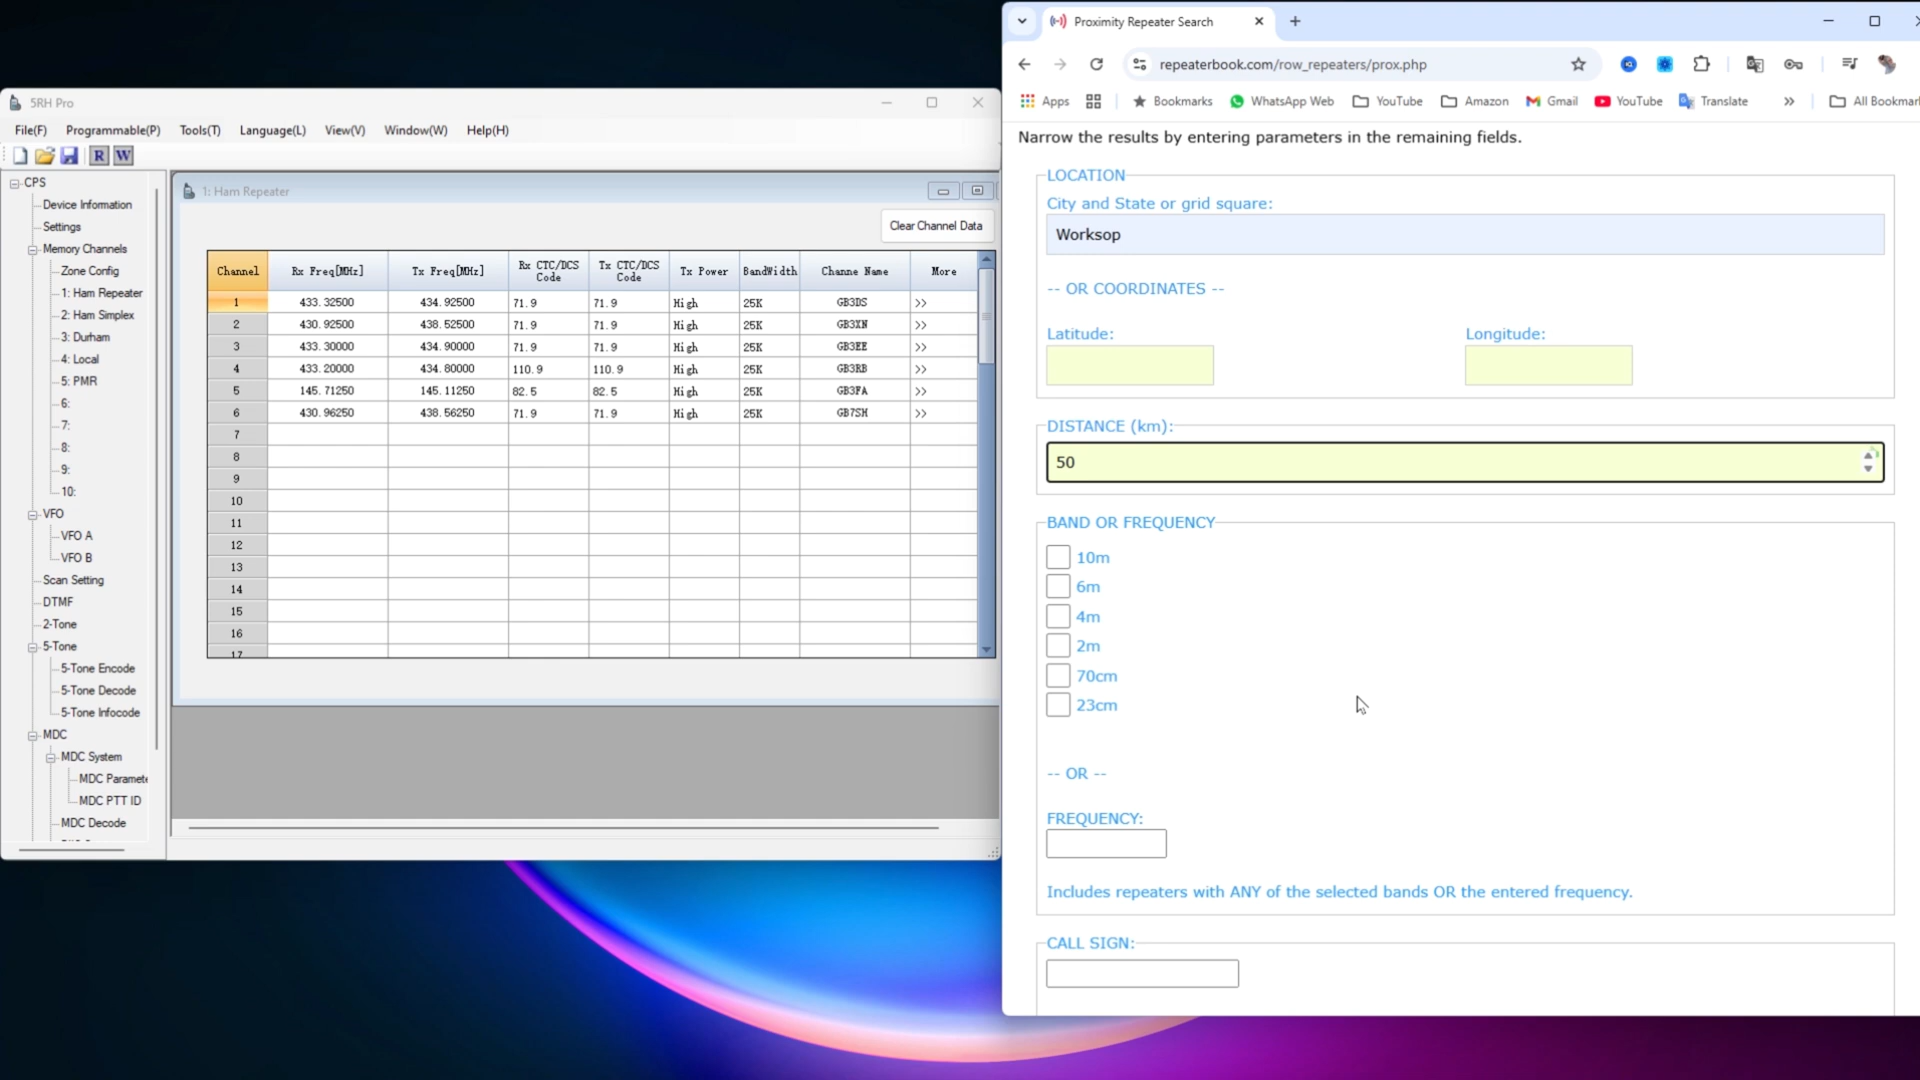 5RH Pro
File(F) Programmable(P) Tools(T) Language(L) View(V) Window(W) Help(H)
R W
CPS
Device Information
Settings
Memory Channels
Zone Config
1: Ham Repeater
2: Ham Simplex
3: Durham
4: Local
5: PMR
6:
7:
8:
9:
10:
VFO
VFO A
VFO B
Scan Setting
DTMF
2-Tone
5-Tone
5-Tone Encode
5-Tone Decode
5-Tone Infocode
MDC
MDC System
MDC Paramete
MDC PTT ID
MDC Decode
1: Ham Repeater
Clear Channel Data
Channel Rx Freq[MHz] Tx Freq[MHz] Rx CTC/DCS Code Tx CTC/DCS Code Tx Power BandWidth Channe Name More
1 433.32500 434.92500 71.9 71.9 High 25K GB3DS >>
2 430.92500 438.52500 71.9 71.9 High 25K GB3XN >>
3 433.30000 434.90000 71.9 71.9 High 25K GB3EE >>
4 433.20000 434.80000 110.9 110.9 High 25K GB3RB >>
5 145.71250 145.11250 82.5 82.5 High 25K GB3FA >>
6 430.96250 438.56250 71.9 71.9 High 25K GB7SH >>
7
8
9
10
11
12
13
14
15
16
17
Proximity Repeater Search
repeaterbook.com/row_repeaters/prox.php
Apps Bookmarks WhatsApp Web YouTube Amazon Gmail YouTube Translate » All Bookmar
Narrow the results by entering parameters in the remaining fields.
LOCATION
City and State or grid square:
Worksop
-- OR COORDINATES --
Latitude: Longitude:
DISTANCE (km):
50
BAND OR FREQUENCY
10m
6m
4m
2m
70cm
23cm
-- OR --
FREQUENCY:
Includes repeaters with ANY of the selected bands OR the entered frequency.
CALL SIGN: